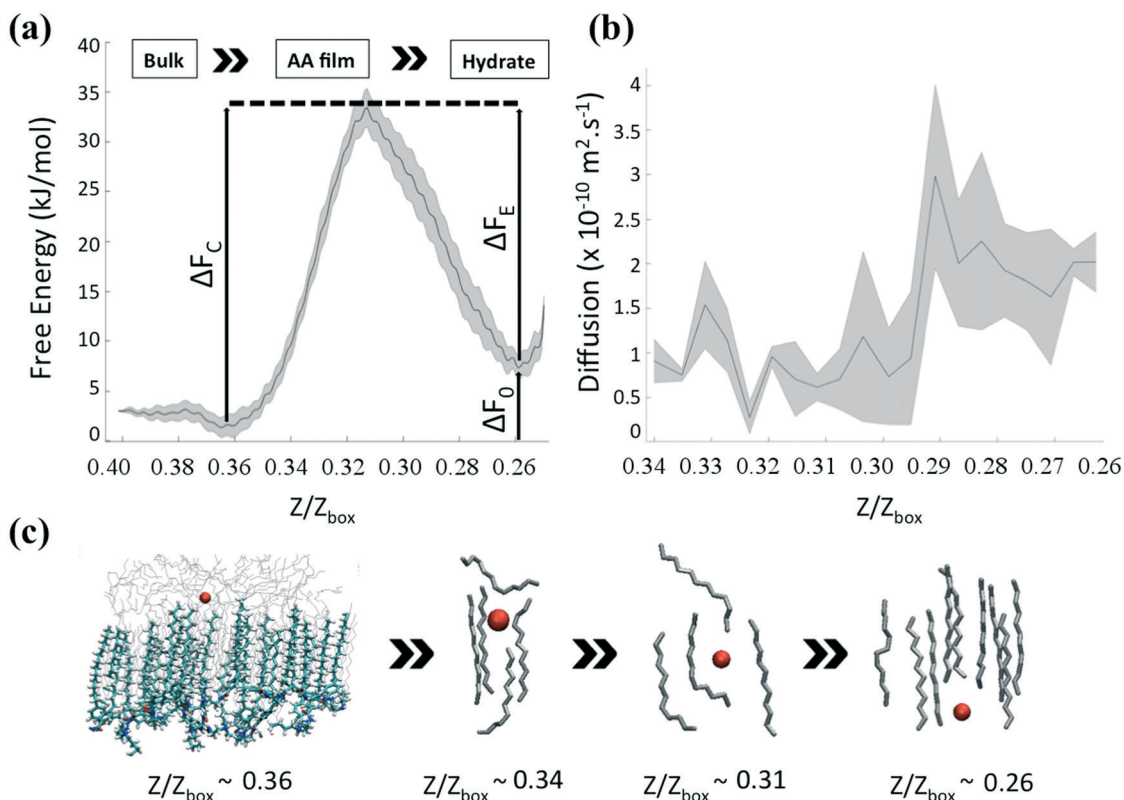 (a)
Bulk
AA film
Hydrate
Free Energy (kJ/mol)
40
35
30
25
20
15
10
5
0
ΔF_C
ΔF_E
ΔF_0
0.40 0.38 0.36 0.34 0.32 0.30 0.28 0.26
Z/Z_box
(b)
Diffusion (x 10^-10 m^2.s^-1)
4
3.5
3
2.5
2
1.5
1
0.5
0
0.34 0.33 0.32 0.31 0.30 0.29 0.28 0.27 0.26
Z/Z_box
(c)
Z/Z_box ~ 0.36
Z/Z_box ~ 0.34
Z/Z_box ~ 0.31
Z/Z_box ~ 0.26